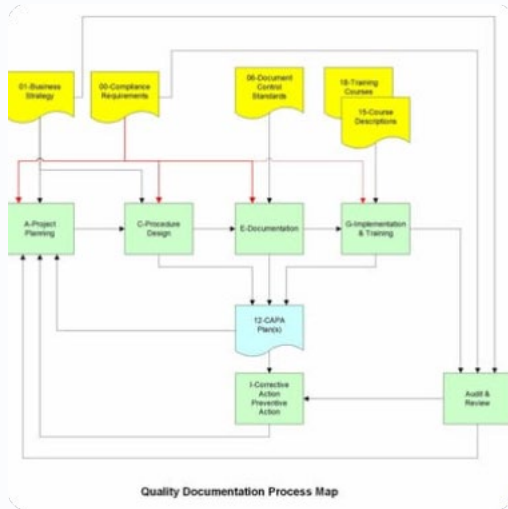 01-Business
Strategy
00-Compliance
Requirements
06-Document
Control
Standards
16-Training
Courses
15-Course
Descriptions
A-Project
Planning
C-Procedure
Design
E-Documentation
G-Implementation
& Training
12-CAPA
Plan(s)
I-Corrective
Action
Preventive
Action
Audit &
Review
Quality Documentation Process Map